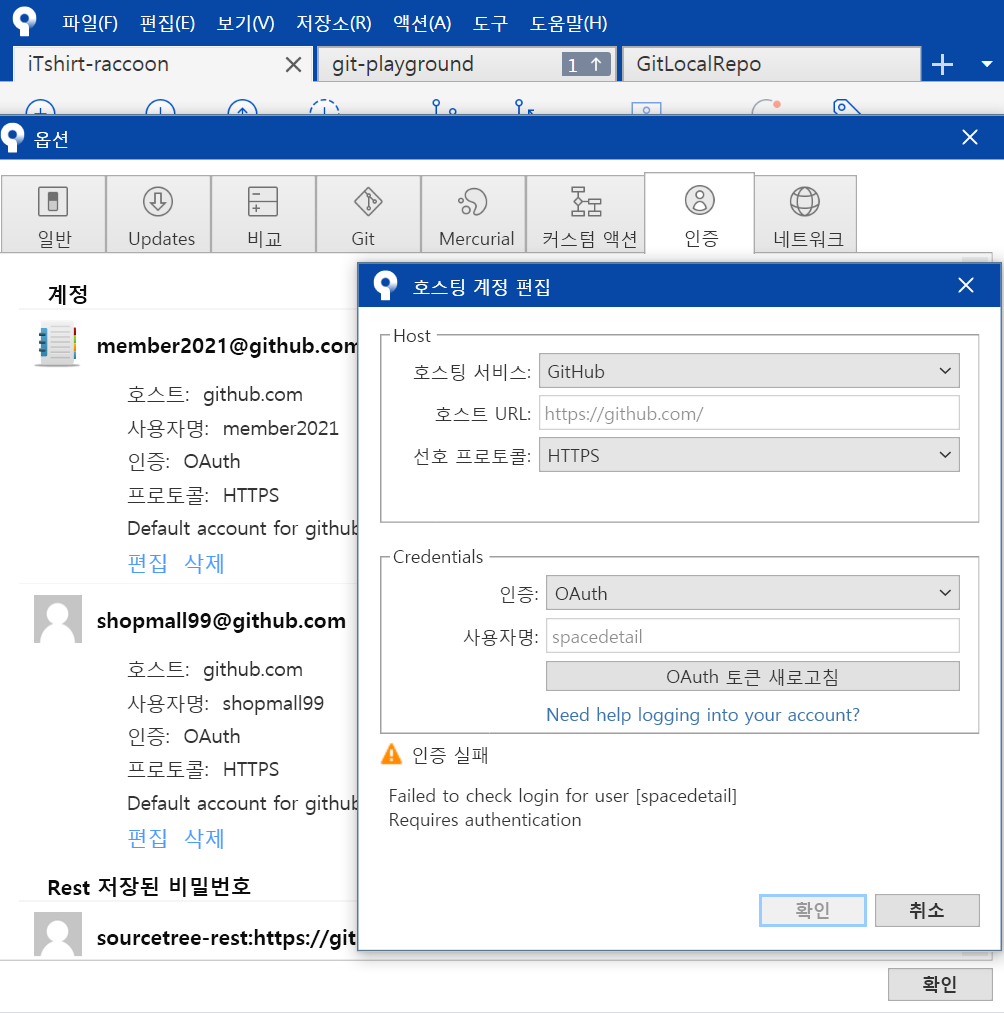 파일(F) 편집(E) 보기(V) 저장소(R) 액션(A) 도구 도움말(H)
iTshirt-raccoon git-playground 1 ↑ GitLocalRepo
옵션
일반 Updates 비교 Git Mercurial 커스텀 액션 인증 네트워크
계정
member2021@github.com
호스트: github.com
사용자명: member2021
인증: OAuth
프로토콜: HTTPS
Default account for github
편집 삭제
shopmall99@github.com
호스트: github.com
사용자명: shopmall99
인증: OAuth
프로토콜: HTTPS
Default account for github
편집 삭제
Rest 저장된 비밀번호
sourcetree-rest:https://git
호스팅 계정 편집
Host
호스팅 서비스: GitHub
호스트 URL: https://github.com/
선호 프로토콜: HTTPS
Credentials
인증: OAuth
사용자명: spacedetail
OAuth 토큰 새로고침
Need help logging into your account?
인증 실패
Failed to check login for user [spacedetail]
Requires authentication
확인 취소
확인